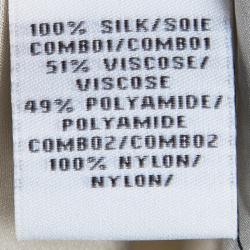 100% SILK/SOIE
COMBO1/COMBO1
51% VISCOSE/
VISCOSE
49% POLYAMIDE/
POLYAMIDE
COMBO2/COMBO2
100% NYLON/
NYLON/